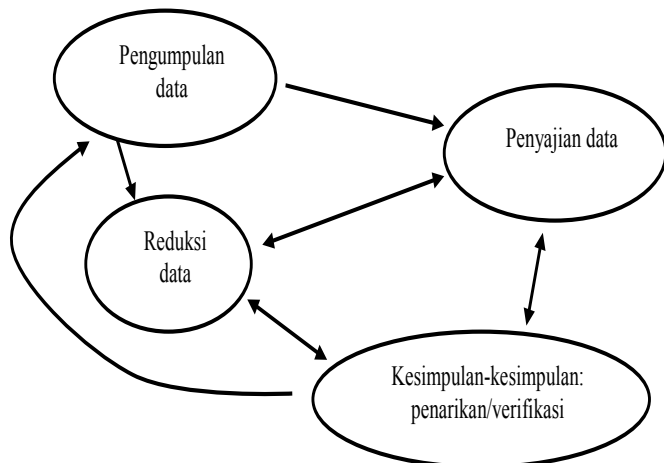 Pengumpulan
data
Penyajian data
Reduksi
data
Kesimpulan-kesimpulan:
penarikan/verifikasi